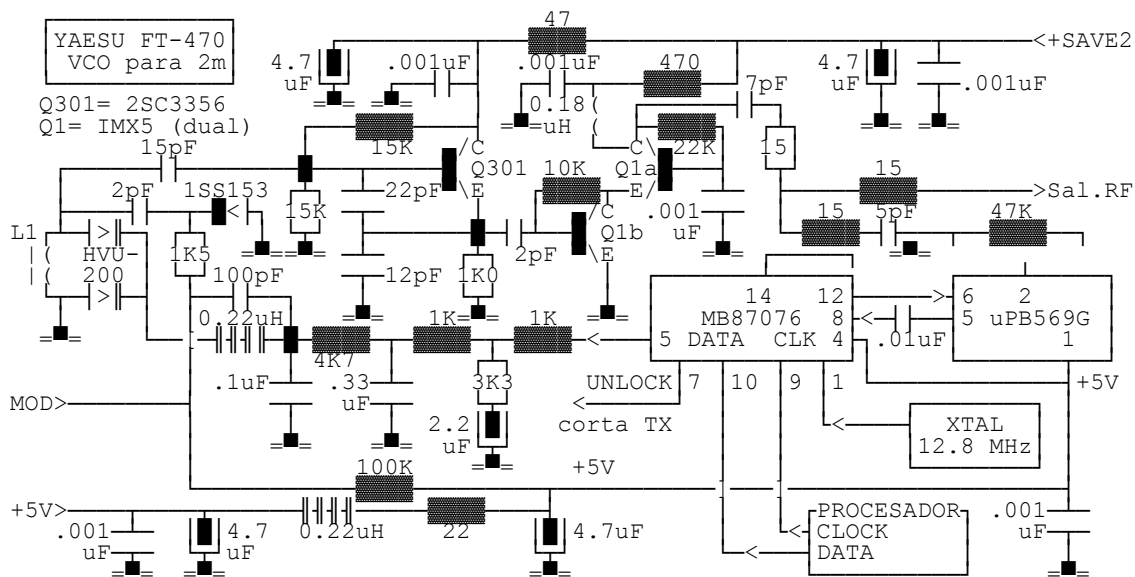 47
YAESU FT-470
VCO para 2m
<+SAVE2
4.7
uF
.001uF
.001uF
470
7pF
4.7
uF
.001uF
Q301= 2SC3356
Q1= IMX5 (dual)
0.18
uH
15pF
15K
/C
Q301
\E
10K
C\
Q1a
E/
22K
15
15
2pF
1SS153
15K
22pF
/C
Q1b
\E
.001
uF
>Sal.RF
15
5pF
47K
L1
HVU-
200
1K5
100pF
12pF
1K0
2pF
14
12
6
2
MB87076
8
5
uPB569G
0.22uH
1K
1K
5
DATA
CLK
4
.01uF
1
4K7
.1uF
.33
uF
3K3
UNLOCK
7
10
9
1
+5V
MOD>
2.2
uF
corta TX
XTAL
12.8 MHz
100K
+5V
+5V>
.001
uF
4.7
uF
0.22uH
22
4.7uF
PROCESADOR
CLOCK
DATA
.001
uF